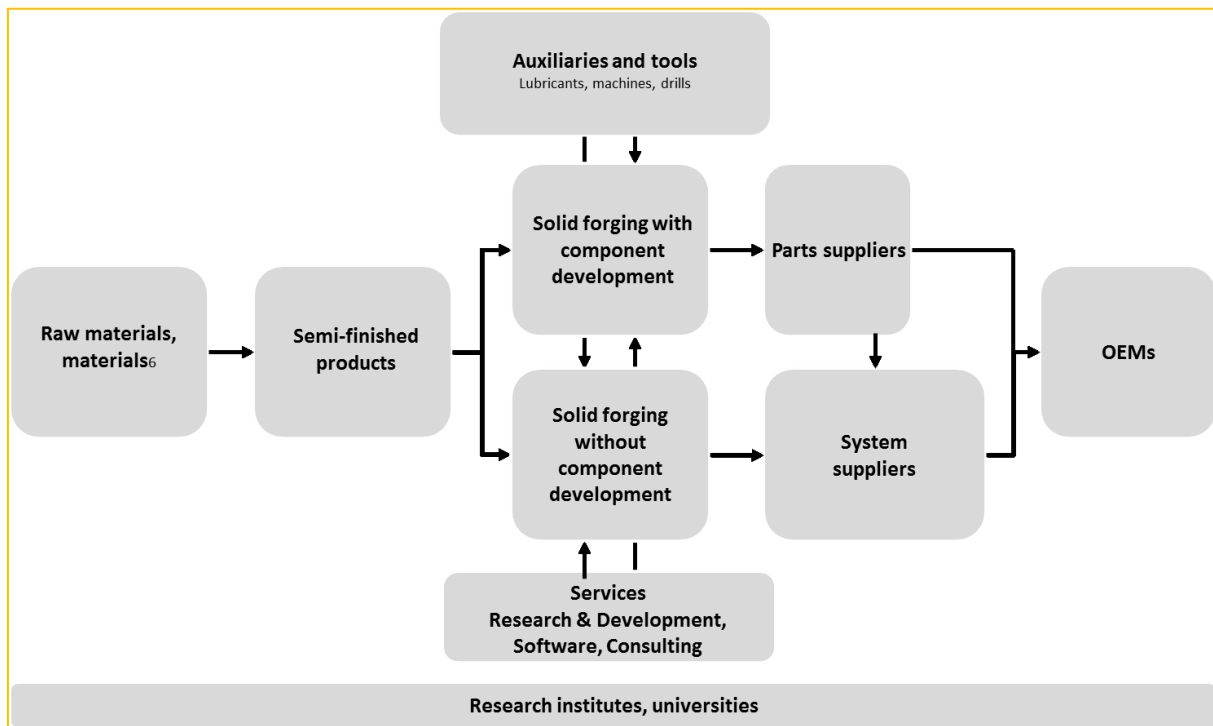 Auxiliaries and tools
Lubricants, machines, drills
Solid forging with
component
development
Parts suppliers
Raw materials,
materials6
Semi-finished
products
OEMs
Solid forging
without
component
development
System
suppliers
Services
Research & Development,
Software, Consulting
Research institutes, universities